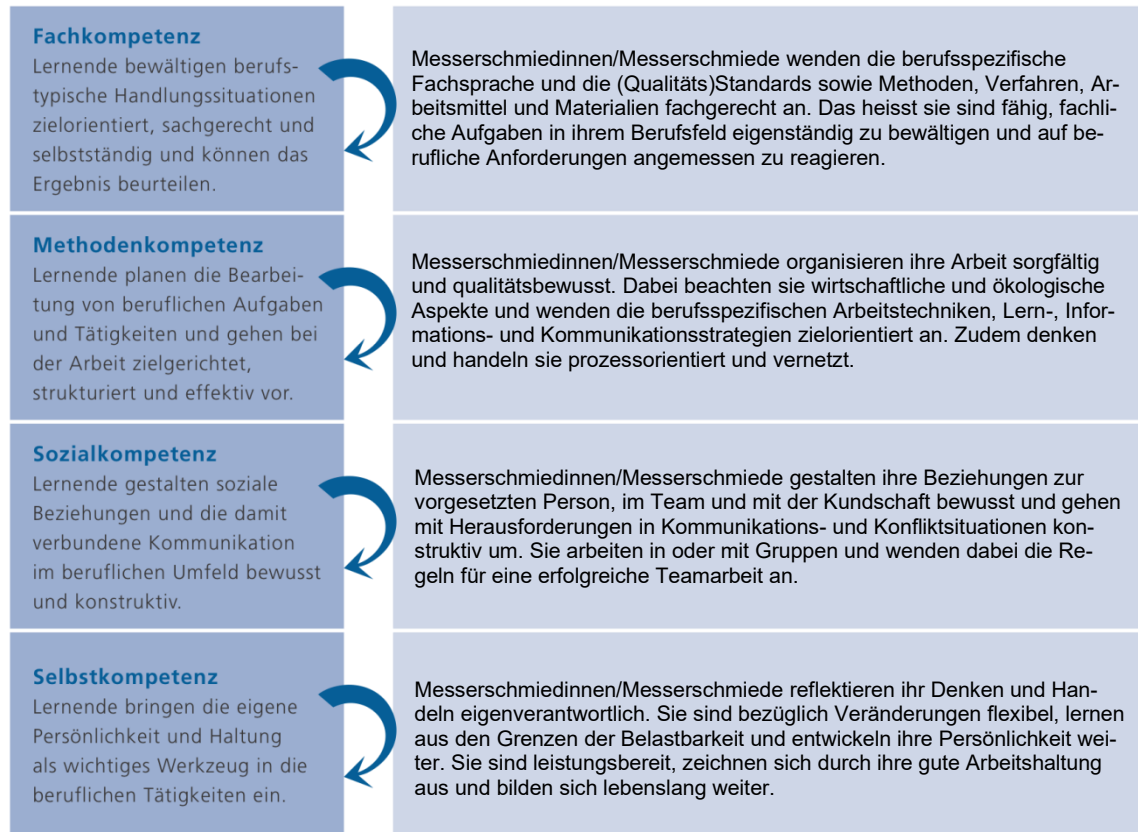 Fachkompetenz
Lernende bewältigen berufs-
typische Handlungssituationen
zielorientiert, sachgerecht und
selbstständig und können das
Ergebnis beurteilen.
Messerschmiedinnen/Messerschmiede wenden die berufsspezifische
Fachsprache und die (Qualitäts)Standards sowie Methoden, Verfahren, Ar-
beitsmittel und Materialien fachgerecht an. Das heisst sie sind fähig, fachli-
che Aufgaben in ihrem Berufsfeld eigenständig zu bewältigen und auf be-
rufliche Anforderungen angemessen zu reagieren.
Methodenkompetenz
Lernende planen die Bearbei-
tung von beruflichen Aufgaben
und Tätigkeiten und gehen bei
der Arbeit zielgerichtet,
strukturiert und effektiv vor.
Messerschmiedinnen/Messerschmiede organisieren ihre Arbeit sorgfältig
und qualitätsbewusst. Dabei beachten sie wirtschaftliche und ökologische
Aspekte und wenden die berufsspezifischen Arbeitstechniken, Lern-, Infor-
mations- und Kommunikationsstrategien zielorientiert an. Zudem denken
und handeln sie prozessorientiert und vernetzt.
Sozialkompetenz
Lernende gestalten soziale
Beziehungen und die damit
verbundene Kommunikation
im beruflichen Umfeld bewusst
und konstruktiv.
Messerschmiedinnen/Messerschmiede gestalten ihre Beziehungen zur
vorgesetzten Person, im Team und mit der Kundschaft bewusst und gehen
mit Herausforderungen in Kommunikations- und Konfliktsituationen kon-
struktiv um. Sie arbeiten in oder mit Gruppen und wenden dabei die Re-
geln für eine erfolgreiche Teamarbeit an.
Selbstkompetenz
Lernende bringen die eigene
Persönlichkeit und Haltung
als wichtiges Werkzeug in die
beruflichen Tätigkeiten ein.
Messerschmiedinnen/Messerschmiede reflektieren ihr Denken und Han-
deln eigenverantwortlich. Sie sind bezüglich Veränderungen flexibel, lernen
aus den Grenzen der Belastbarkeit und entwickeln ihre Persönlichkeit wei-
ter. Sie sind leistungsbereit, zeichnen sich durch ihre gute Arbeitshaltung
aus und bilden sich lebenslang weiter.